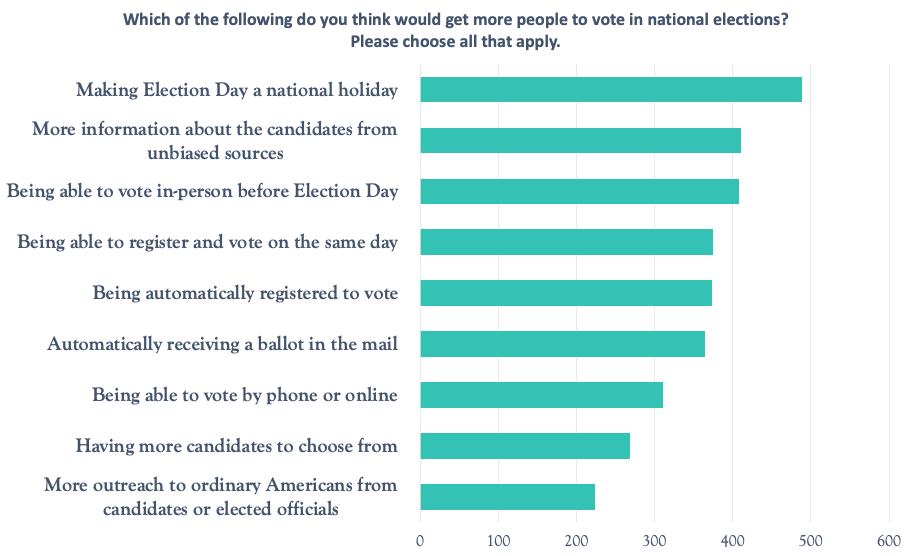 Which of the following do you think would get more people to vote in national elections?
Please choose all that apply.
Making Election Day a national holiday
More information about the candidates from
unbiased sources
Being able to vote in-person before Election Day
Being able to register and vote on the same day
Being automatically registered to vote
Automatically receiving a ballot in the mail
Being able to vote by phone or online
Having more candidates to choose from
More outreach to ordinary Americans from
candidates or elected officials
0 100 200 300 400 500 600